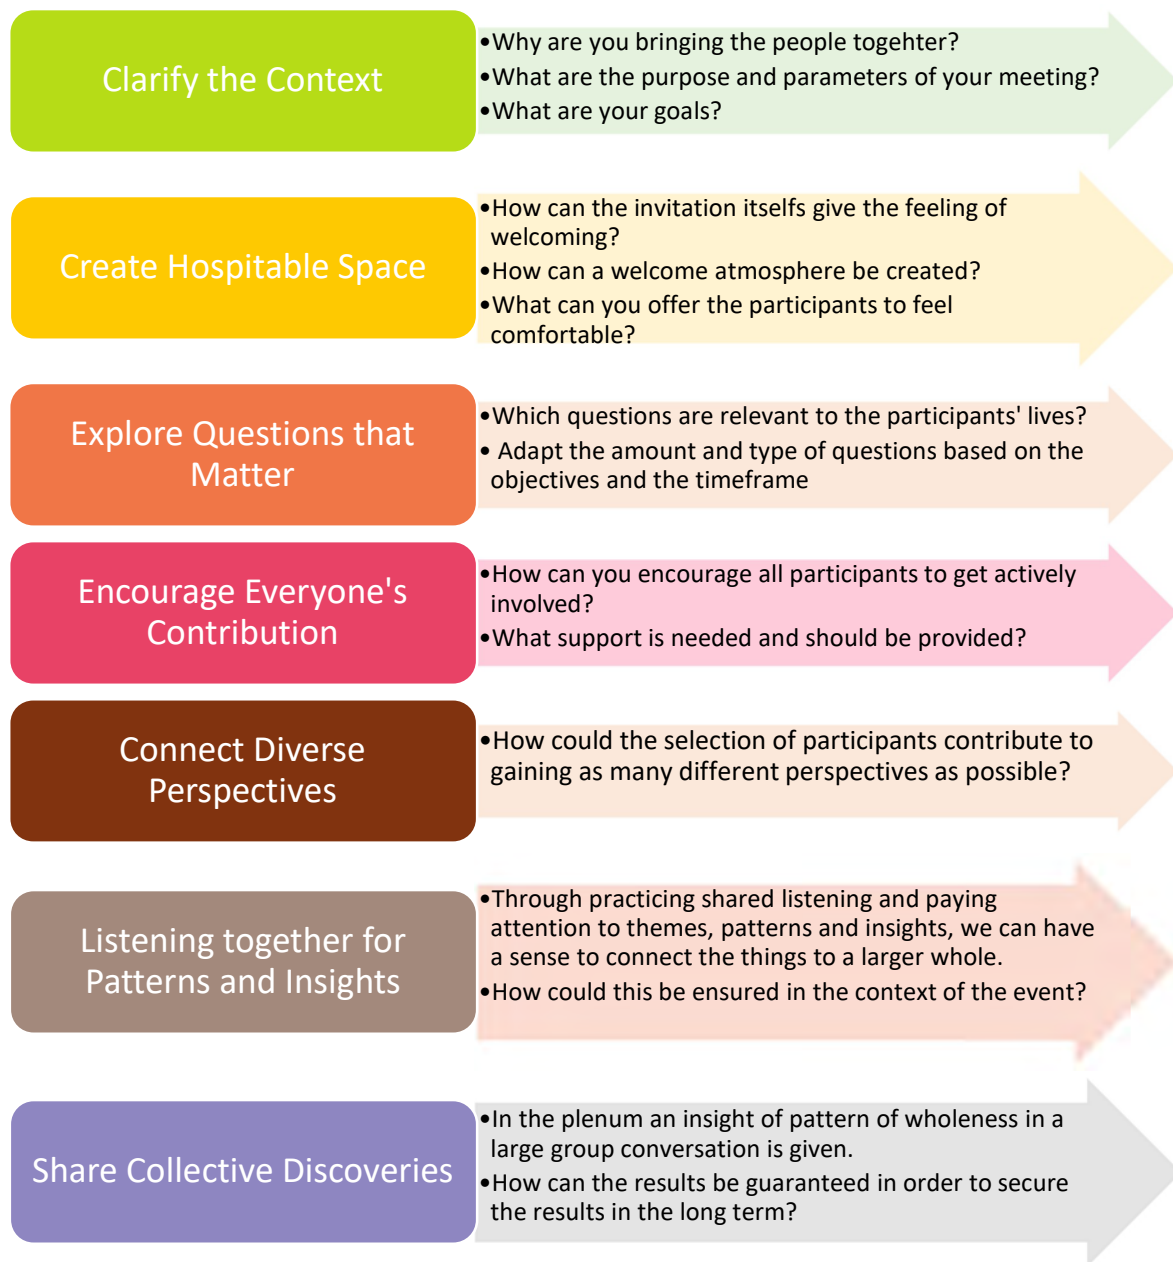 Clarify the Context
•Why are you bringing the people togehter?
•What are the purpose and parameters of your meeting?
•What are your goals?
Create Hospitable Space
•How can the invitation itselfs give the feeling of
welcoming?
•How can a welcome atmosphere be created?
•What can you offer the participants to feel
comfortable?
Explore Questions that
Matter
•Which questions are relevant to the participants' lives?
• Adapt the amount and type of questions based on the
objectives and the timeframe
Encourage Everyone's
Contribution
•How can you encourage all participants to get actively
involved?
•What support is needed and should be provided?
Connect Diverse
Perspectives
•How could the selection of participants contribute to
gaining as many different perspectives as possible?
Listening together for
Patterns and Insights
•Through practicing shared listening and paying
attention to themes, patterns and insights, we can have
a sense to connect the things to a larger whole.
•How could this be ensured in the context of the event?
Share Collective Discoveries
•In the plenum an insight of pattern of wholeness in a
large group conversation is given.
•How can the results be guaranteed in order to secure
the results in the long term?